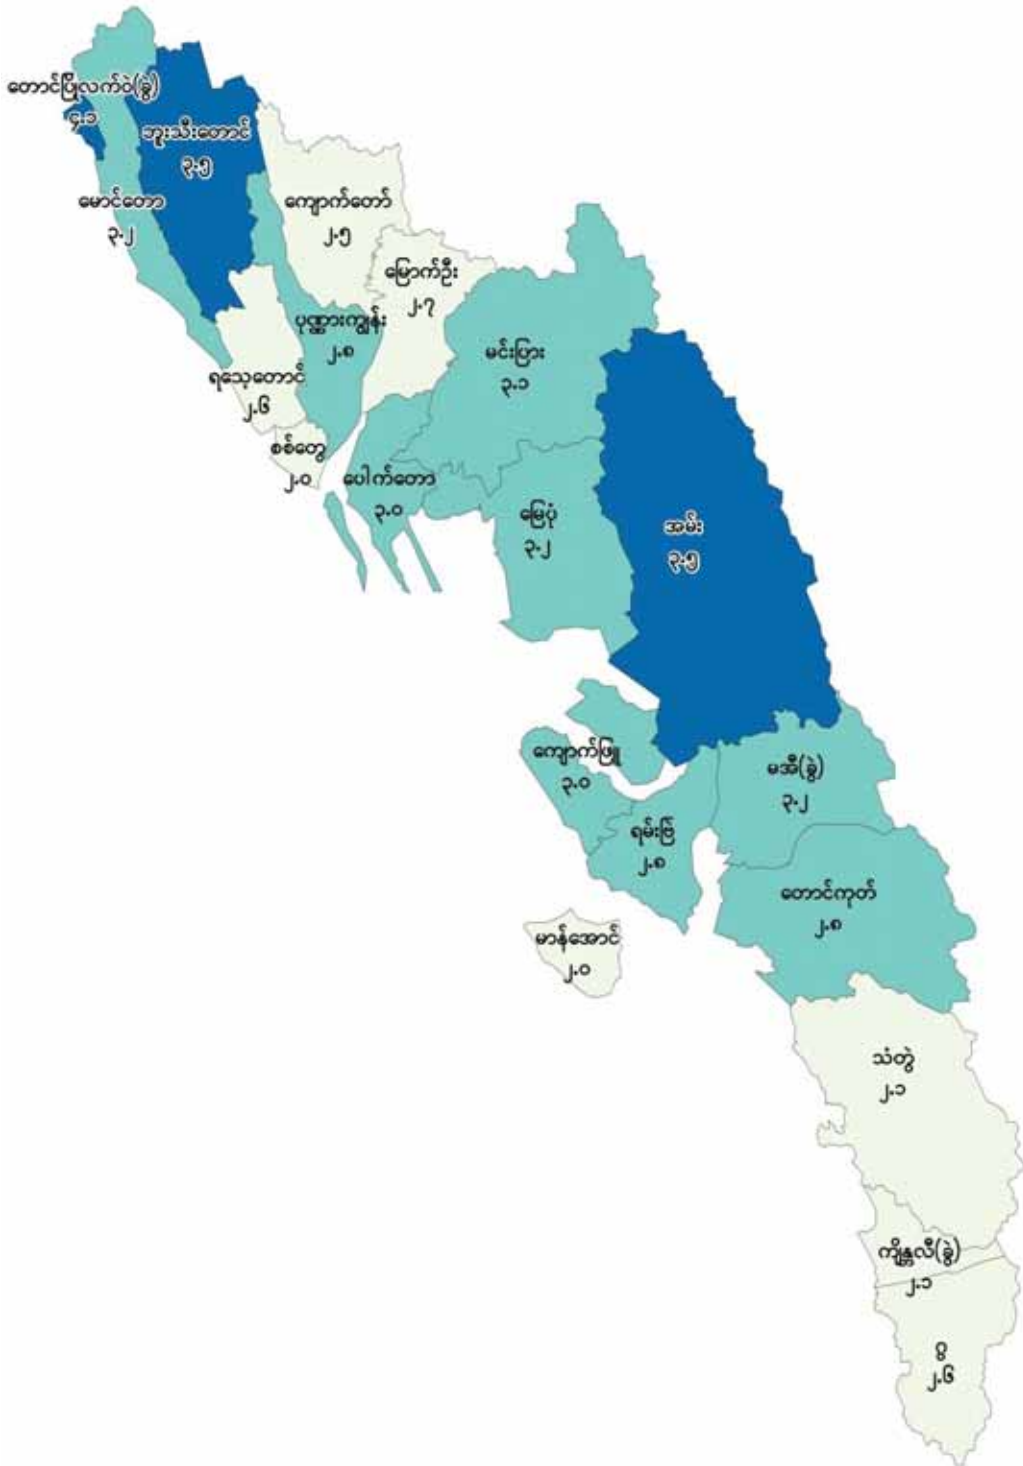 တောင်ပြိုလက်ဝဲ(ခွဲ)
၄.၁
ဘူးသီးတောင်
၃.၅
မောင်တော
၃.၂
ကျောက်တော်
၂.၅
မြောက်ဦး
၂.၇
ပုဏ္ဏားကျွန်း
၂.၈
မင်းပြား
၃.၁
ရသေ့တောင်
၂.၆
စစ်တွေ
၂.၀
ပေါက်တော
၃.၀
မြေပုံ
၃.၂
အမ်း
၃.၅
ကျောက်ဖြူ
၃.၀
မအီ(ခွဲ)
၃.၂
ရမ်းဗြဲ
၂.၈
တောင်ကုတ်
၂.၈
မာန်အောင်
၂.၀
သံတွဲ
၂.၁
ကျိန္တလီ(ခွဲ)
၂.၁
ဂွ
၂.၆